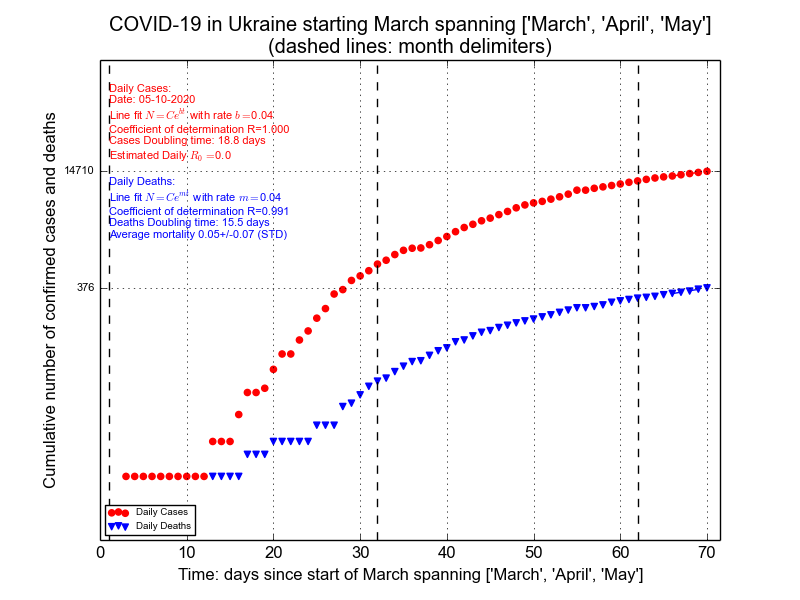 COVID-19 in Ukraine starting March spanning ['March', 'April', 'May']
(dashed lines: month delimiters)
Daily Cases:
Date: 05-10-2020
Line fit N = Ce^{bt} with rate b = 0.04
Coefficient of determination R=1.000
Cases Doubling time: 18.8 days
Estimated Daily R_0 = 0.0
Daily Deaths:
Line fit N = Ce^{mt} with rate m = 0.04
Coefficient of determination R=0.991
Deaths Doubling time: 15.5 days
Average mortality 0.05+/-0.07 (STD)
Cumulative number of confirmed cases and deaths
14710
376
Daily Cases
Daily Deaths
0 10 20 30 40 50 60 70
Time: days since start of March spanning ['March', 'April', 'May']